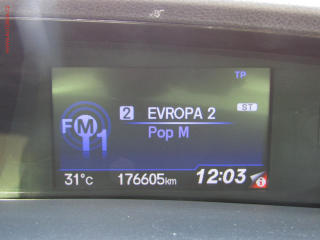 TP
2 EVROPA 2
ST
FM1
Pop M
31°C 176605km 12:03
i